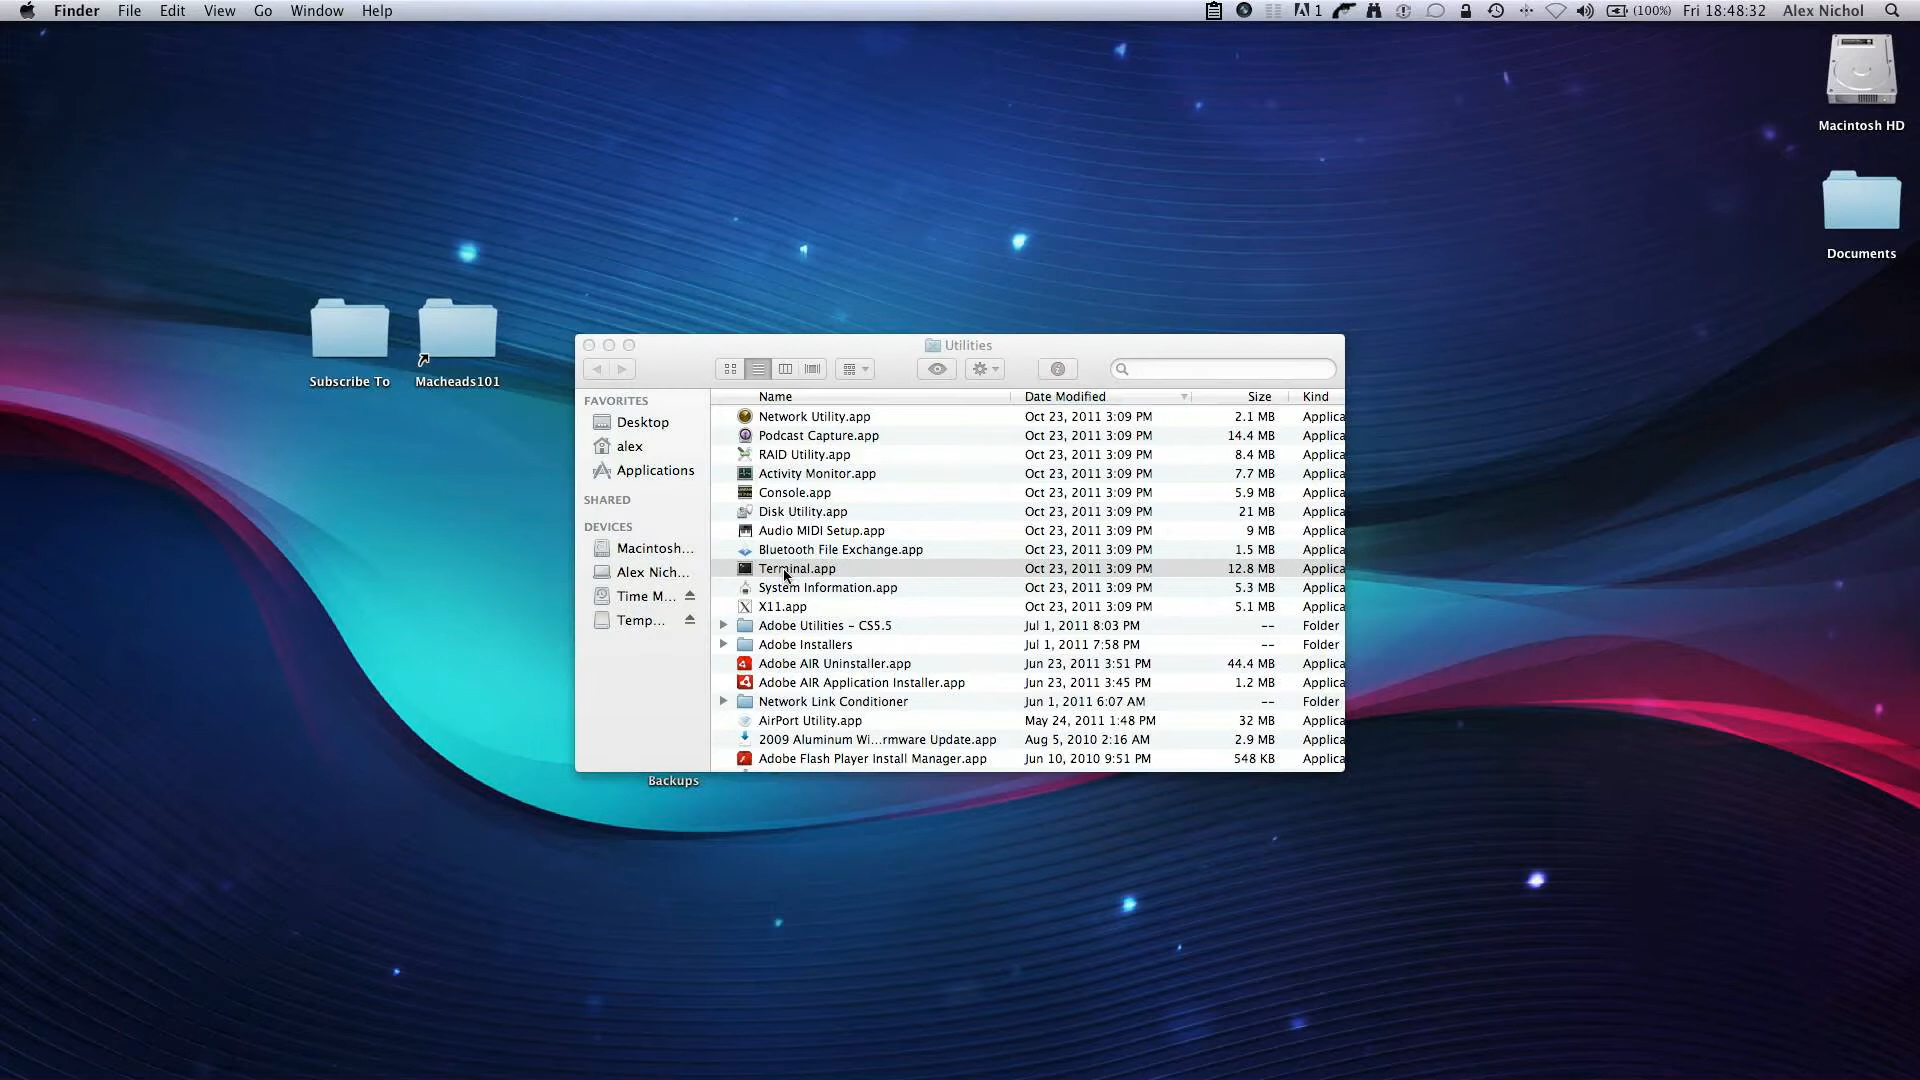 Finder File Edit View Go Window Help
1 (100%) Fri 18:48:32 Alex Nichol
Macintosh HD
Documents
Subscribe To
Macheads101
Utilities
FAVORITES
Desktop
alex
Applications
SHARED
DEVICES
Macintosh...
Alex Nich...
Time M...
Temp...
Name Date Modified Size Kind
Network Utility.app Oct 23, 2011 3:09 PM 2.1 MB Applica
Podcast Capture.app Oct 23, 2011 3:09 PM 14.4 MB Applica
RAID Utility.app Oct 23, 2011 3:09 PM 8.4 MB Applica
Activity Monitor.app Oct 23, 2011 3:09 PM 7.7 MB Applica
Console.app Oct 23, 2011 3:09 PM 5.9 MB Applica
Disk Utility.app Oct 23, 2011 3:09 PM 21 MB Applica
Audio MIDI Setup.app Oct 23, 2011 3:09 PM 9 MB Applica
Bluetooth File Exchange.app Oct 23, 2011 3:09 PM 1.5 MB Applica
Terminal.app Oct 23, 2011 3:09 PM 12.8 MB Applica
System Information.app Oct 23, 2011 3:09 PM 5.3 MB Applica
X11.app Oct 23, 2011 3:09 PM 5.1 MB Applica
Adobe Utilities – CS5.5 Jul 1, 2011 8:03 PM -- Folder
Adobe Installers Jul 1, 2011 7:58 PM -- Folder
Adobe AIR Uninstaller.app Jun 23, 2011 3:51 PM 44.4 MB Applica
Adobe AIR Application Installer.app Jun 23, 2011 3:45 PM 1.2 MB Applica
Network Link Conditioner Jun 1, 2011 6:07 AM -- Folder
AirPort Utility.app May 24, 2011 1:48 PM 32 MB Applica
2009 Aluminum Wi...rmware Update.app Aug 5, 2010 2:16 AM 2.9 MB Applica
Adobe Flash Player Install Manager.app Jun 10, 2010 9:51 PM 548 KB Applica
Backups